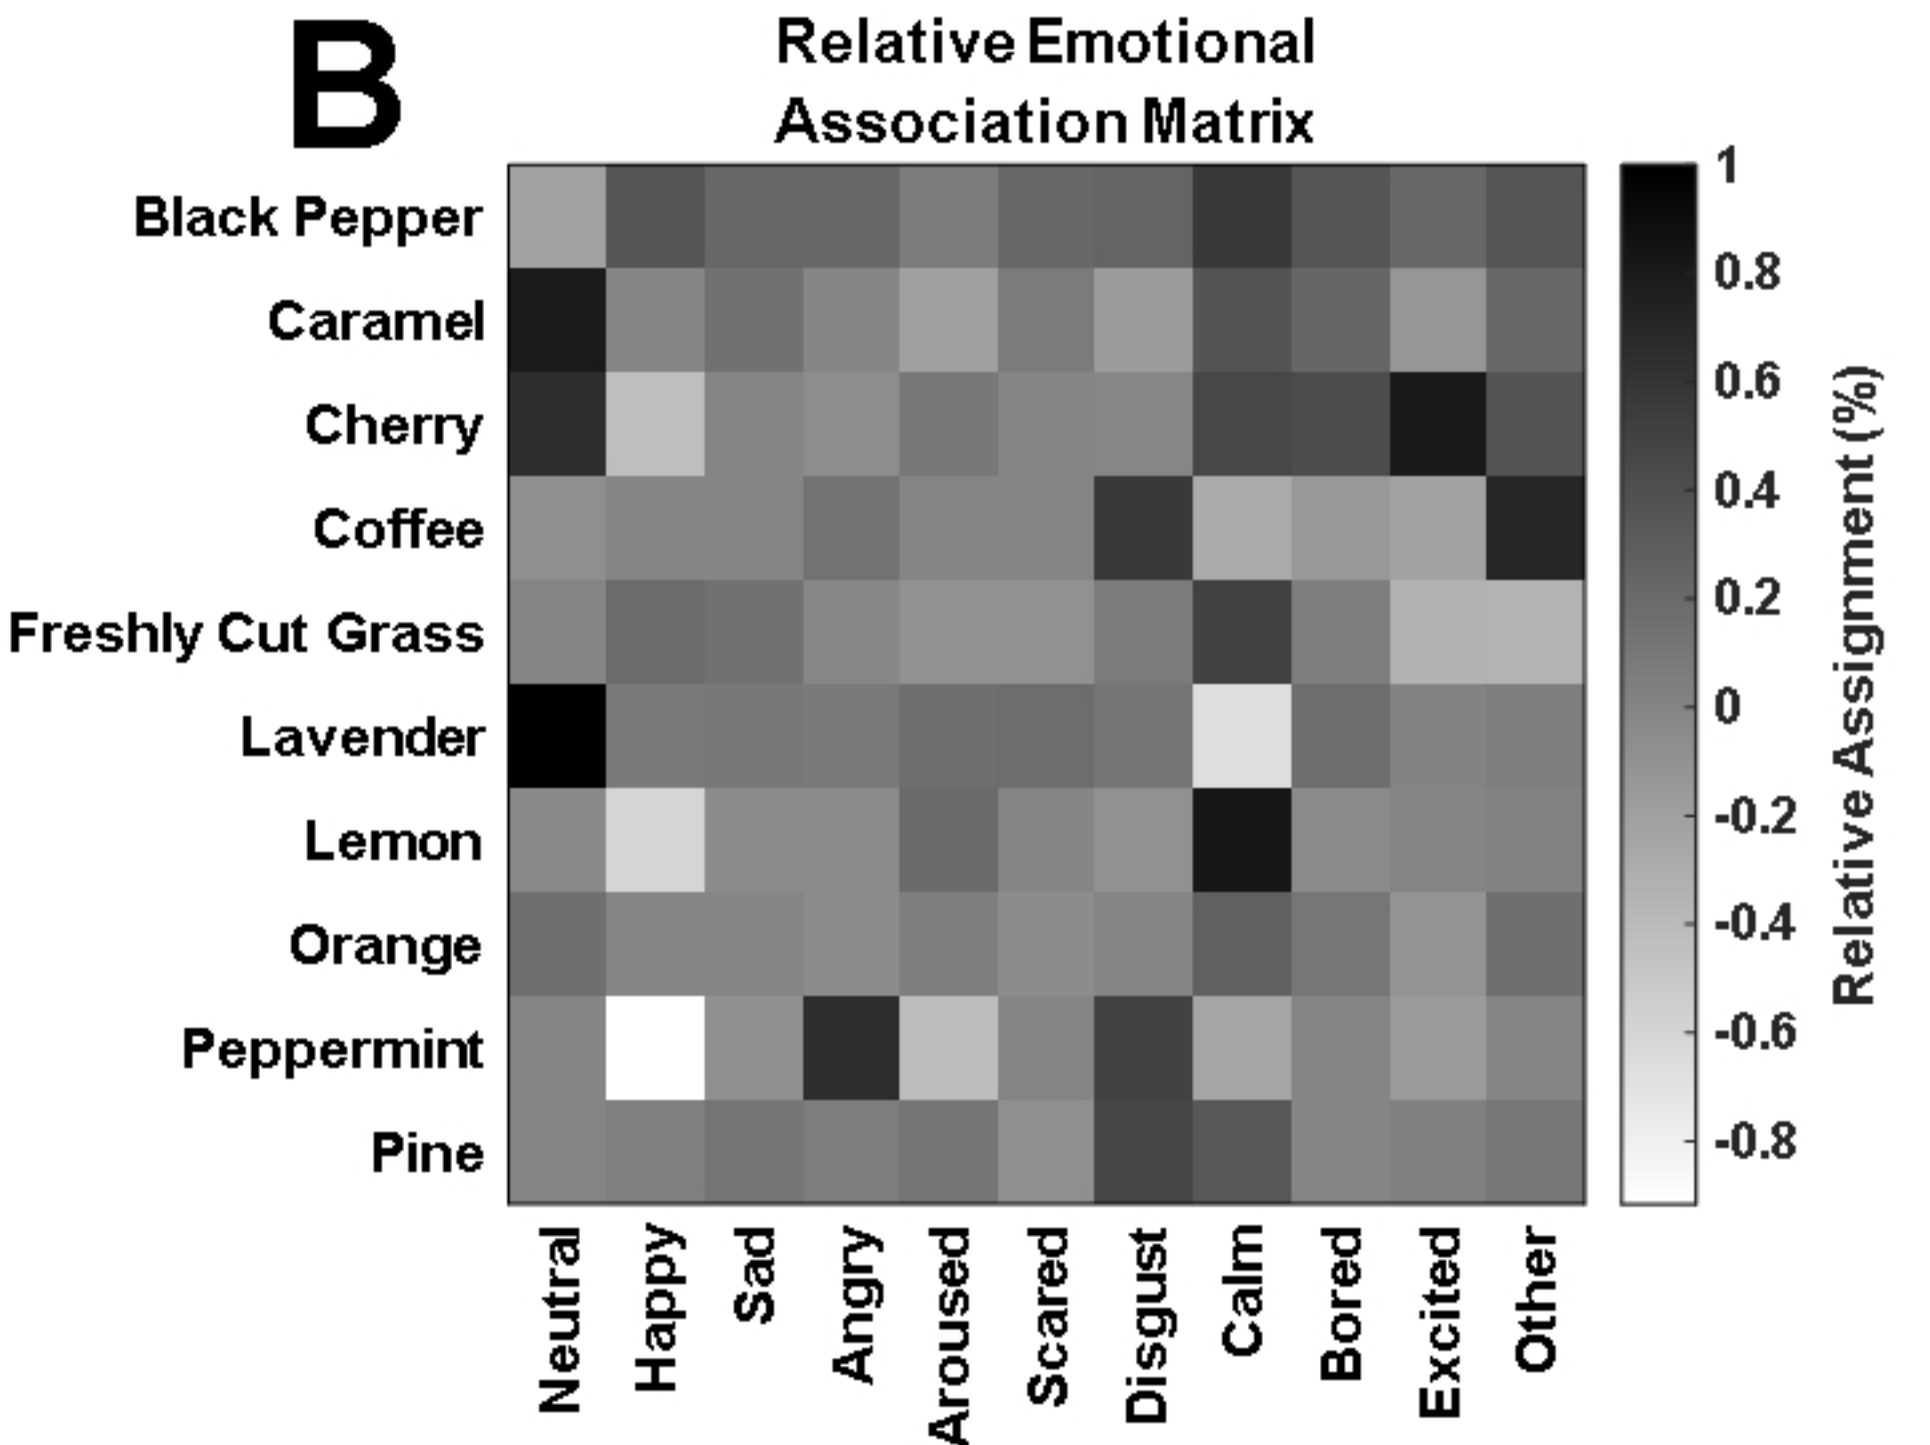 B
Relative Emotional
Association Matrix
Black Pepper
Caramel
Cherry
Coffee
Freshly Cut Grass
Lavender
Lemon
Orange
Peppermint
Pine
Neutral
Happy
Sad
Angry
Aroused
Scared
Disgust
Calm
Bored
Excited
Other
1
0.8
0.6
0.4
0.2
0
-0.2
-0.4
-0.6
-0.8
Relative Assignment (%)